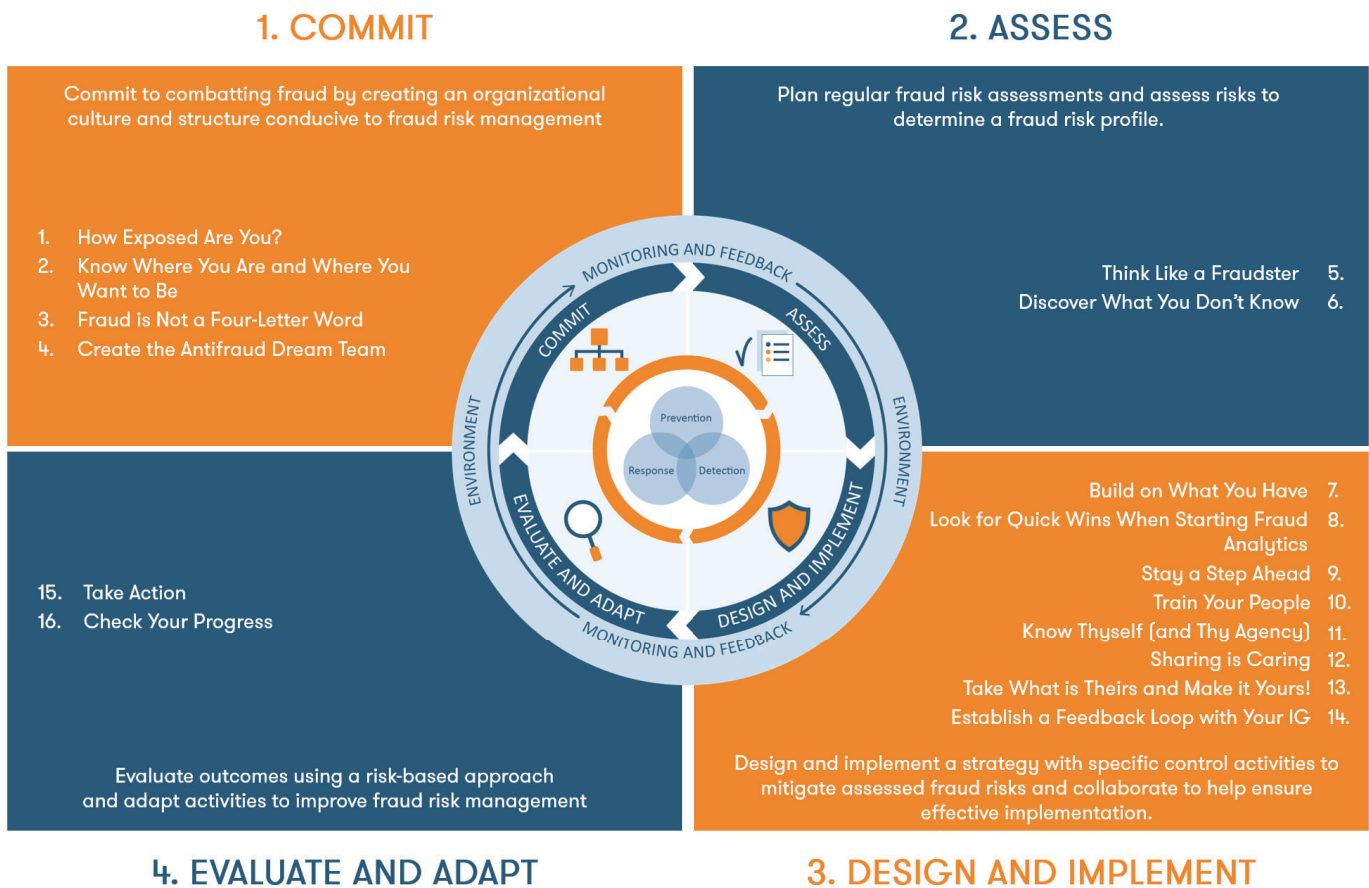 1. COMMIT
Commit to combatting fraud by creating an organizational
culture and structure conducive to fraud risk management
1. How Exposed Are You?
2. Know Where You Are and Where You
Want to Be
3. Fraud is Not a Four-Letter Word
4. Create the Antifraud Dream Team
2. ASSESS
Plan regular fraud risk assessments and assess risks to
determine a fraud risk profile.
Think Like a Fraudster 5.
Discover What You Don't Know 6.
MONITORING AND FEEDBACK
ENVIRONMENT
ENVIRONMENT
MONITORING AND FEEDBACK
COMMIT
ASSESS
DESIGN AND IMPLEMENT
EVALUATE AND ADAPT
Prevention
Response
Detection
Build on What You Have 7.
Look for Quick Wins When Starting Fraud 8.
Analytics
Stay a Step Ahead 9.
Train Your People 10.
Know Thyself (and Thy Agency) 11.
Sharing is Caring 12.
Take What is Theirs and Make it Yours! 13.
Establish a Feedback Loop with Your IG 14.
Design and implement a strategy with specific control activities to
mitigate assessed fraud risks and collaborate to help ensure
effective implementation.
3. DESIGN AND IMPLEMENT
15. Take Action
16. Check Your Progress
Evaluate outcomes using a risk-based approach
and adapt activities to improve fraud risk management
4. EVALUATE AND ADAPT